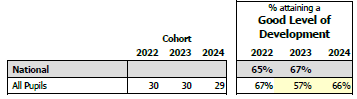 % attaining a
Good Level of
Development
Cohort
2022 2023 2024 2022 2023 2024
National 65% 67%
All Pupils 30 30 29 67% 57% 66%